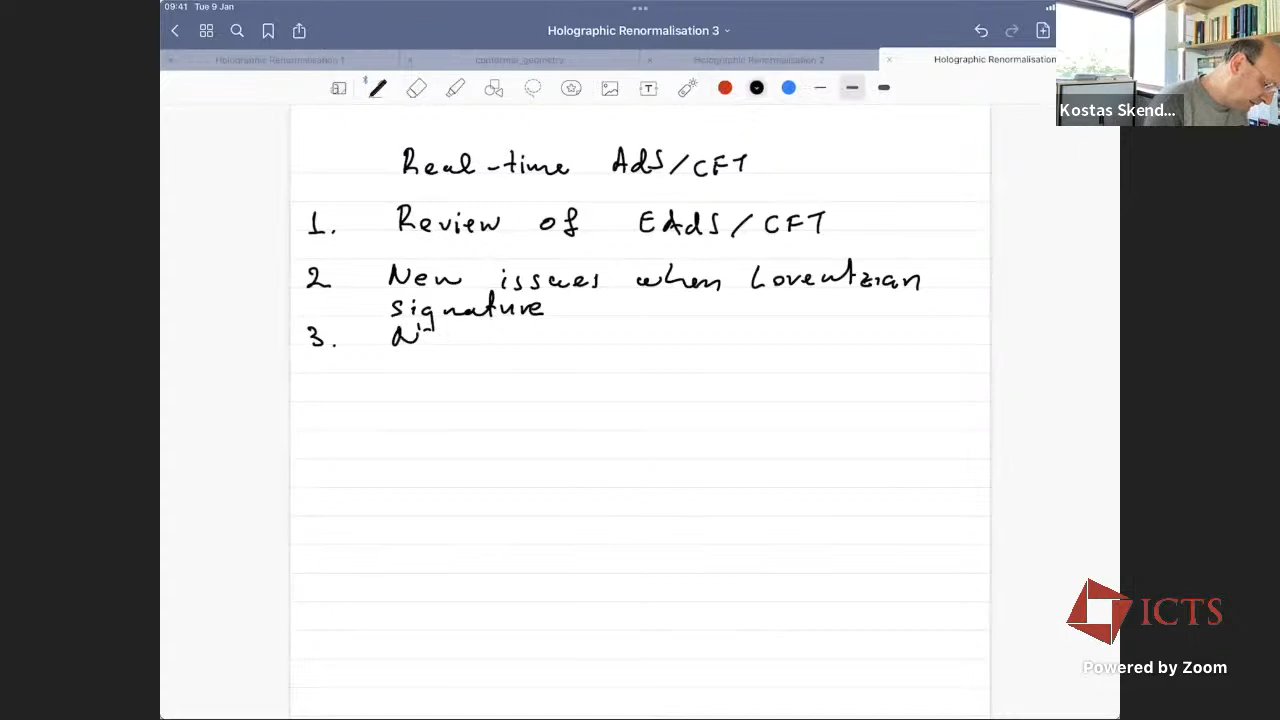 09:41 Tue 9 Jan
Holographic Renormalisation 3
Holographic Renormalisation 1
conformal_geometry
Holographic Renormalisation 2
Holographic Renormalisation
Kostas Skend...
Real-time AdS/CFT
1. Review of EAdS/CFT
2 New issues when Lorentzian
signature
3.
ICTS
Powered by Zoom